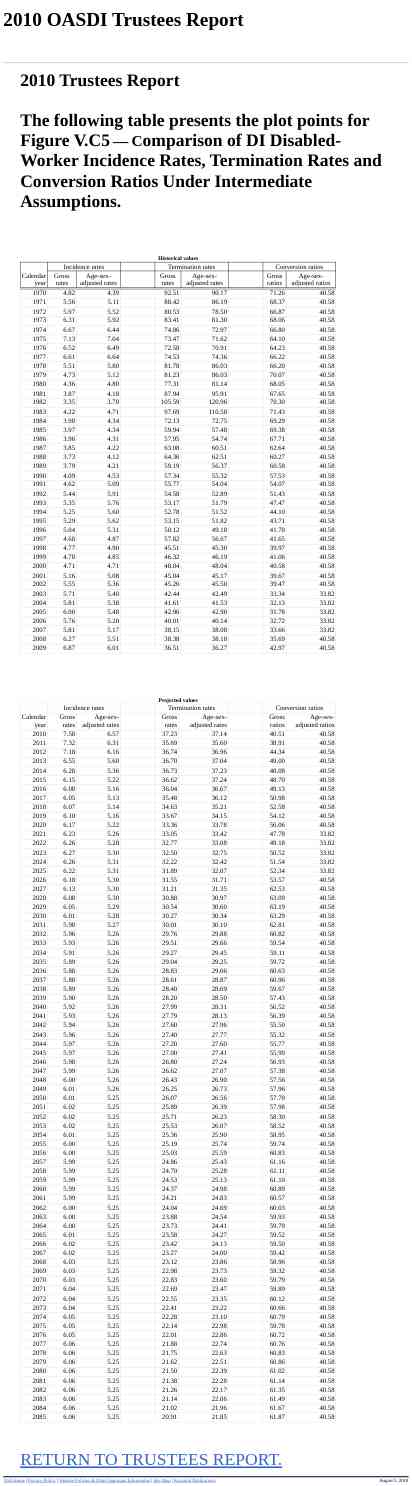 2010 OASDI Trustees Report
2010 Trustees Report
The following table presents the plot points for
Figure V.C5 — Comparison of DI Disabled-
Worker Incidence Rates, Termination Rates and
Conversion Ratios Under Intermediate
Assumptions.
Historical values
Incidence rates Termination rates Conversion ratios
Calendar Gross Age-sex- Gross Age-sex- Gross Age-sex-
year rates adjusted rates rates adjusted rates ratios adjusted ratios
1970 4.82 4.39 92.51 90.17 71.26 40.58
1971 5.56 5.11 88.42 86.19 68.37 40.58
1972 5.97 5.52 80.53 78.50 66.87 40.58
1973 6.31 5.92 83.41 81.30 68.06 40.58
1974 6.67 6.44 74.86 72.97 66.80 40.58
1975 7.13 7.04 73.47 71.62 64.10 40.58
1976 6.52 6.49 72.58 70.91 64.23 40.58
1977 6.61 6.64 74.53 74.36 66.22 40.58
1978 5.51 5.80 81.78 86.03 66.20 40.58
1979 4.73 5.12 81.23 86.03 70.07 40.58
1980 4.36 4.80 77.31 81.14 68.05 40.58
1981 3.87 4.18 87.94 95.91 67.65 40.58
1982 3.35 3.70 105.59 120.96 70.30 40.58
1983 4.22 4.71 97.69 110.58 71.43 40.58
1984 3.90 4.34 72.13 72.75 69.29 40.58
1985 3.97 4.34 59.94 57.48 69.38 40.58
1986 3.98 4.31 57.95 54.74 67.71 40.58
1987 3.85 4.22 63.08 60.51 62.64 40.58
1988 3.73 4.12 64.36 62.51 60.27 40.58
1989 3.79 4.21 59.19 56.37 60.58 40.58
1990 4.09 4.53 57.34 55.32 57.53 40.58
1991 4.62 5.09 55.77 54.04 54.07 40.58
1992 5.44 5.91 54.58 52.89 51.43 40.58
1993 5.35 5.76 53.17 51.79 47.47 40.58
1994 5.25 5.60 52.78 51.52 44.10 40.58
1995 5.29 5.62 53.15 51.82 43.71 40.58
1996 5.04 5.31 50.12 49.18 41.78 40.58
1997 4.68 4.87 57.82 56.67 41.65 40.58
1998 4.77 4.90 45.51 45.30 39.97 40.58
1999 4.78 4.85 46.32 46.19 41.06 40.58
2000 4.71 4.71 48.04 48.04 40.58 40.58
2001 5.16 5.08 45.04 45.17 39.67 40.58
2002 5.55 5.36 45.26 45.50 39.47 40.58
2003 5.71 5.40 42.44 42.49 33.34 33.82
2004 5.81 5.38 41.61 41.53 32.13 33.82
2005 6.00 5.48 42.96 42.90 31.78 33.82
2006 5.76 5.20 40.01 40.14 32.72 33.82
2007 5.81 5.17 38.15 38.08 33.66 33.82
2008 6.27 5.51 38.38 38.10 35.69 40.58
2009 6.87 6.01 36.51 36.27 42.97 40.58
Projected values
Incidence rates Termination rates Conversion ratios
Calendar Gross Age-sex- Gross Age-sex- Gross Age-sex-
year rates adjusted rates rates adjusted rates ratios adjusted ratios
2010 7.58 6.57 37.23 37.14 40.51 40.58
2011 7.32 6.31 35.69 35.60 38.91 40.58
2012 7.18 6.16 36.74 36.96 44.34 40.58
2013 6.55 5.60 36.70 37.04 49.00 40.58
2014 6.28 5.36 36.73 37.23 48.08 40.58
2015 6.15 5.22 36.62 37.24 48.70 40.58
2016 6.08 5.16 36.04 36.67 49.13 40.58
2017 6.05 5.13 35.40 36.12 50.98 40.58
2018 6.07 5.14 34.63 35.21 52.58 40.58
2019 6.10 5.16 33.67 34.15 54.12 40.58
2020 6.17 5.22 33.36 33.78 56.06 40.58
2021 6.23 5.26 33.05 33.42 47.78 33.82
2022 6.26 5.28 32.77 33.08 49.18 33.82
2023 6.27 5.30 32.50 32.75 50.52 33.82
2024 6.26 5.31 32.22 32.42 51.54 33.82
2025 6.22 5.31 31.89 32.07 52.34 33.82
2026 6.18 5.30 31.55 31.71 53.57 40.58
2027 6.13 5.30 31.21 31.35 62.53 40.58
2028 6.08 5.30 30.88 30.97 63.09 40.58
2029 6.05 5.29 30.54 30.60 63.19 40.58
2030 6.01 5.28 30.27 30.34 63.29 40.58
2031 5.98 5.27 30.01 30.10 62.81 40.58
2032 5.96 5.26 29.76 29.88 60.82 40.58
2033 5.93 5.26 29.51 29.66 59.54 40.58
2034 5.91 5.26 29.27 29.45 59.11 40.58
2035 5.89 5.26 29.04 29.25 59.72 40.58
2036 5.88 5.26 28.83 29.06 60.63 40.58
2037 5.88 5.26 28.61 28.87 60.96 40.58
2038 5.89 5.26 28.40 28.69 59.67 40.58
2039 5.90 5.26 28.20 28.50 57.43 40.58
2040 5.92 5.26 27.99 28.31 56.52 40.58
2041 5.93 5.26 27.79 28.13 56.39 40.58
2042 5.94 5.26 27.60 27.96 55.50 40.58
2043 5.96 5.26 27.40 27.77 55.32 40.58
2044 5.97 5.26 27.20 27.60 55.77 40.58
2045 5.97 5.26 27.00 27.41 55.99 40.58
2046 5.98 5.26 26.80 27.24 56.93 40.58
2047 5.99 5.26 26.62 27.07 57.38 40.58
2048 6.00 5.26 26.43 26.90 57.56 40.58
2049 6.01 5.26 26.25 26.73 57.96 40.58
2050 6.01 5.25 26.07 26.56 57.78 40.58
2051 6.02 5.25 25.89 26.39 57.98 40.58
2052 6.02 5.25 25.71 26.23 58.30 40.58
2053 6.02 5.25 25.53 26.07 58.52 40.58
2054 6.01 5.25 25.36 25.90 58.95 40.58
2055 6.00 5.25 25.19 25.74 59.74 40.58
2056 6.00 5.25 25.03 25.59 60.83 40.58
2057 5.99 5.25 24.86 25.43 61.16 40.58
2058 5.99 5.25 24.70 25.28 61.11 40.58
2059 5.99 5.25 24.53 25.13 61.10 40.58
2060 5.99 5.25 24.37 24.98 60.89 40.58
2061 5.99 5.25 24.21 24.83 60.57 40.58
2062 6.00 5.25 24.04 24.69 60.03 40.58
2063 6.00 5.25 23.88 24.54 59.93 40.58
2064 6.00 5.25 23.73 24.41 59.78 40.58
2065 6.01 5.25 23.58 24.27 59.52 40.58
2066 6.02 5.25 23.42 24.13 59.50 40.58
2067 6.02 5.25 23.27 24.00 59.42 40.58
2068 6.03 5.25 23.12 23.86 58.98 40.58
2069 6.03 5.25 22.98 23.73 59.32 40.58
2070 6.03 5.25 22.83 23.60 59.79 40.58
2071 6.04 5.25 22.69 23.47 59.89 40.58
2072 6.04 5.25 22.55 23.35 60.12 40.58
2073 6.04 5.25 22.41 23.22 60.66 40.58
2074 6.05 5.25 22.28 23.10 60.79 40.58
2075 6.05 5.25 22.14 22.98 60.78 40.58
2076 6.05 5.25 22.01 22.86 60.72 40.58
2077 6.06 5.25 21.88 22.74 60.76 40.58
2078 6.06 5.25 21.75 22.63 60.83 40.58
2079 6.06 5.25 21.62 22.51 60.86 40.58
2080 6.06 5.25 21.50 22.39 61.02 40.58
2081 6.06 5.25 21.38 22.28 61.14 40.58
2082 6.06 5.25 21.26 22.17 61.35 40.58
2083 6.06 5.25 21.14 22.06 61.49 40.58
2084 6.06 5.25 21.02 21.96 61.67 40.58
2085 6.06 5.25 20.91 21.85 61.87 40.58
RETURN TO TRUSTEES REPORT.
Privacy Policy | Website Policies & Other Important Information | Site Map |
August 5, 2010